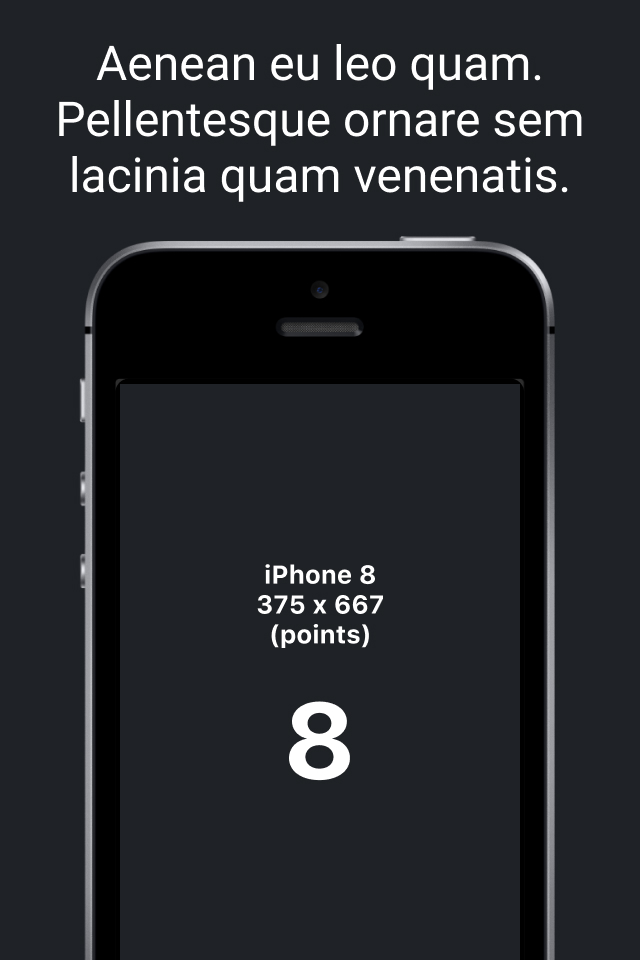 Aenean eu leo quam.
Pellentesque ornare sem
lacinia quam venenatis.
iPhone 8
375 x 667
(points)
8